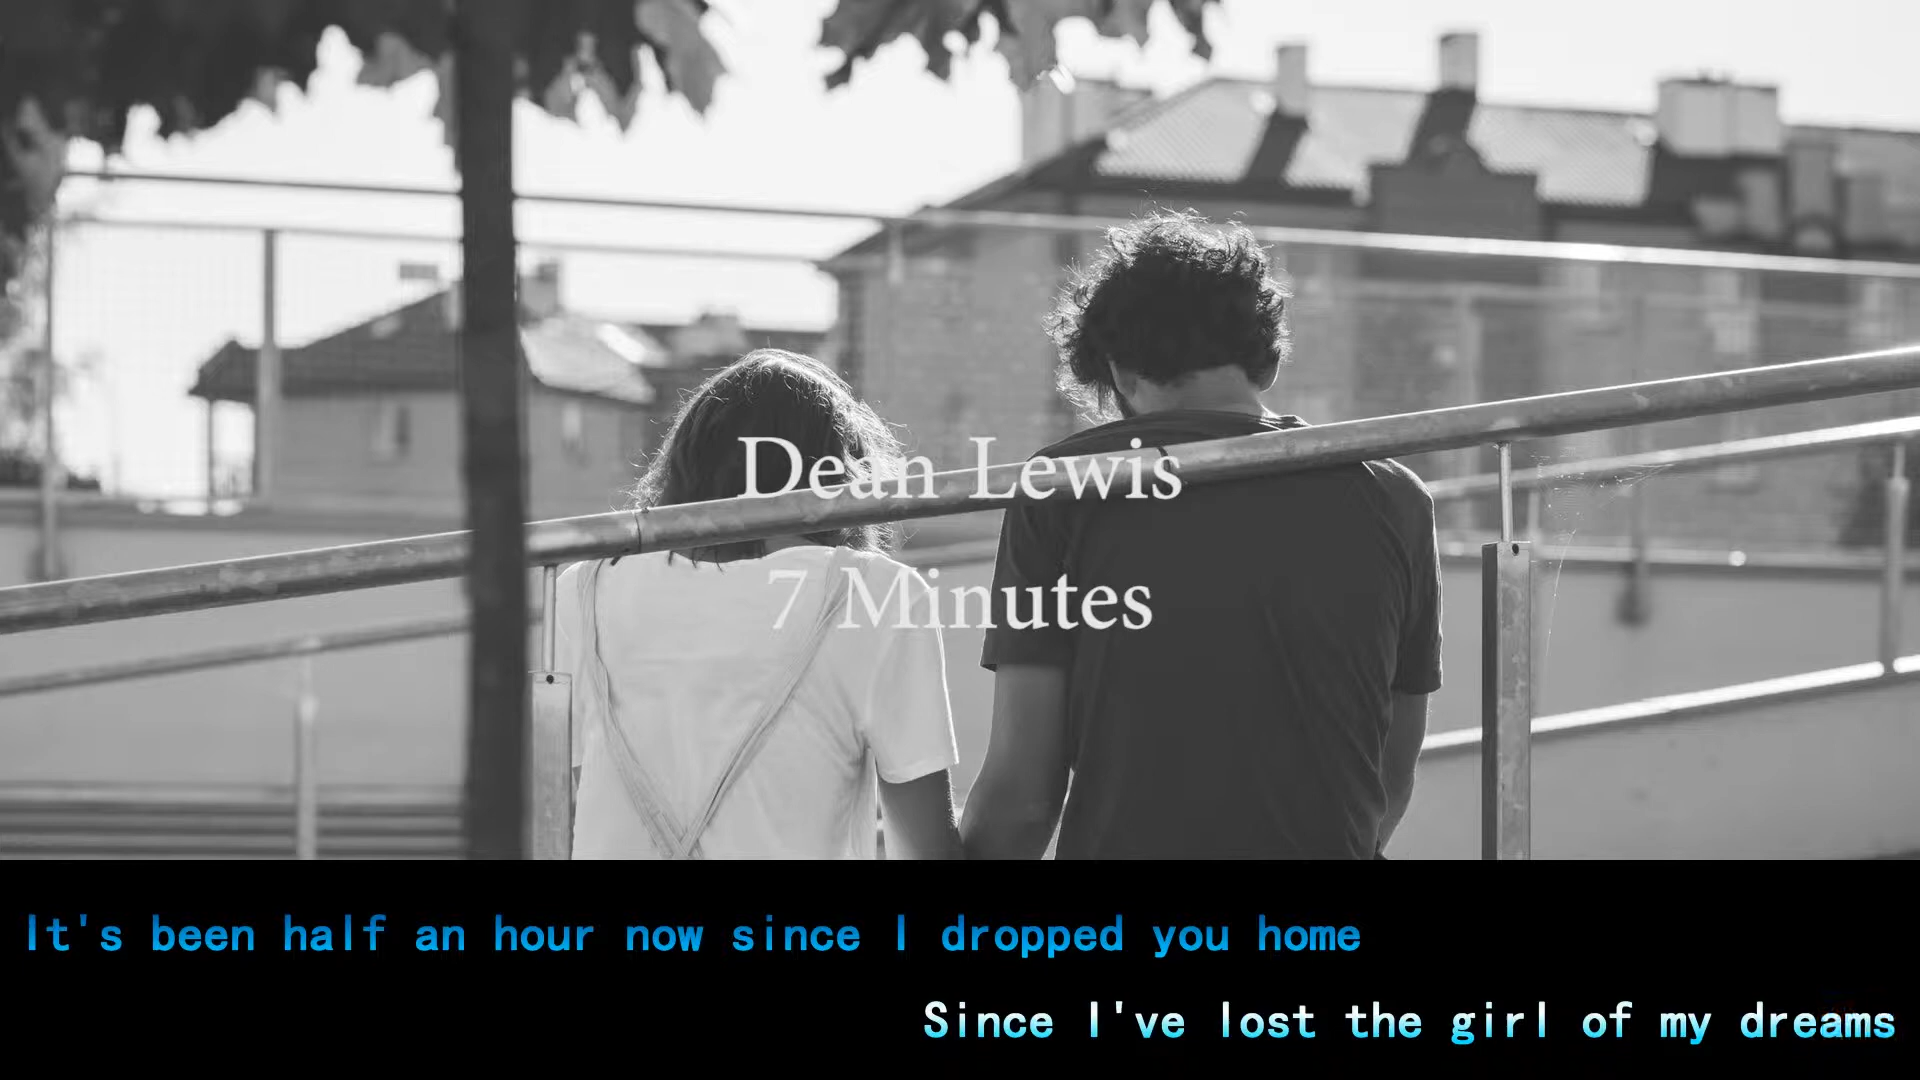 Dean Lewis
7 Minutes
It's been half an hour now since I dropped you home
Since I've lost the girl of my dreams